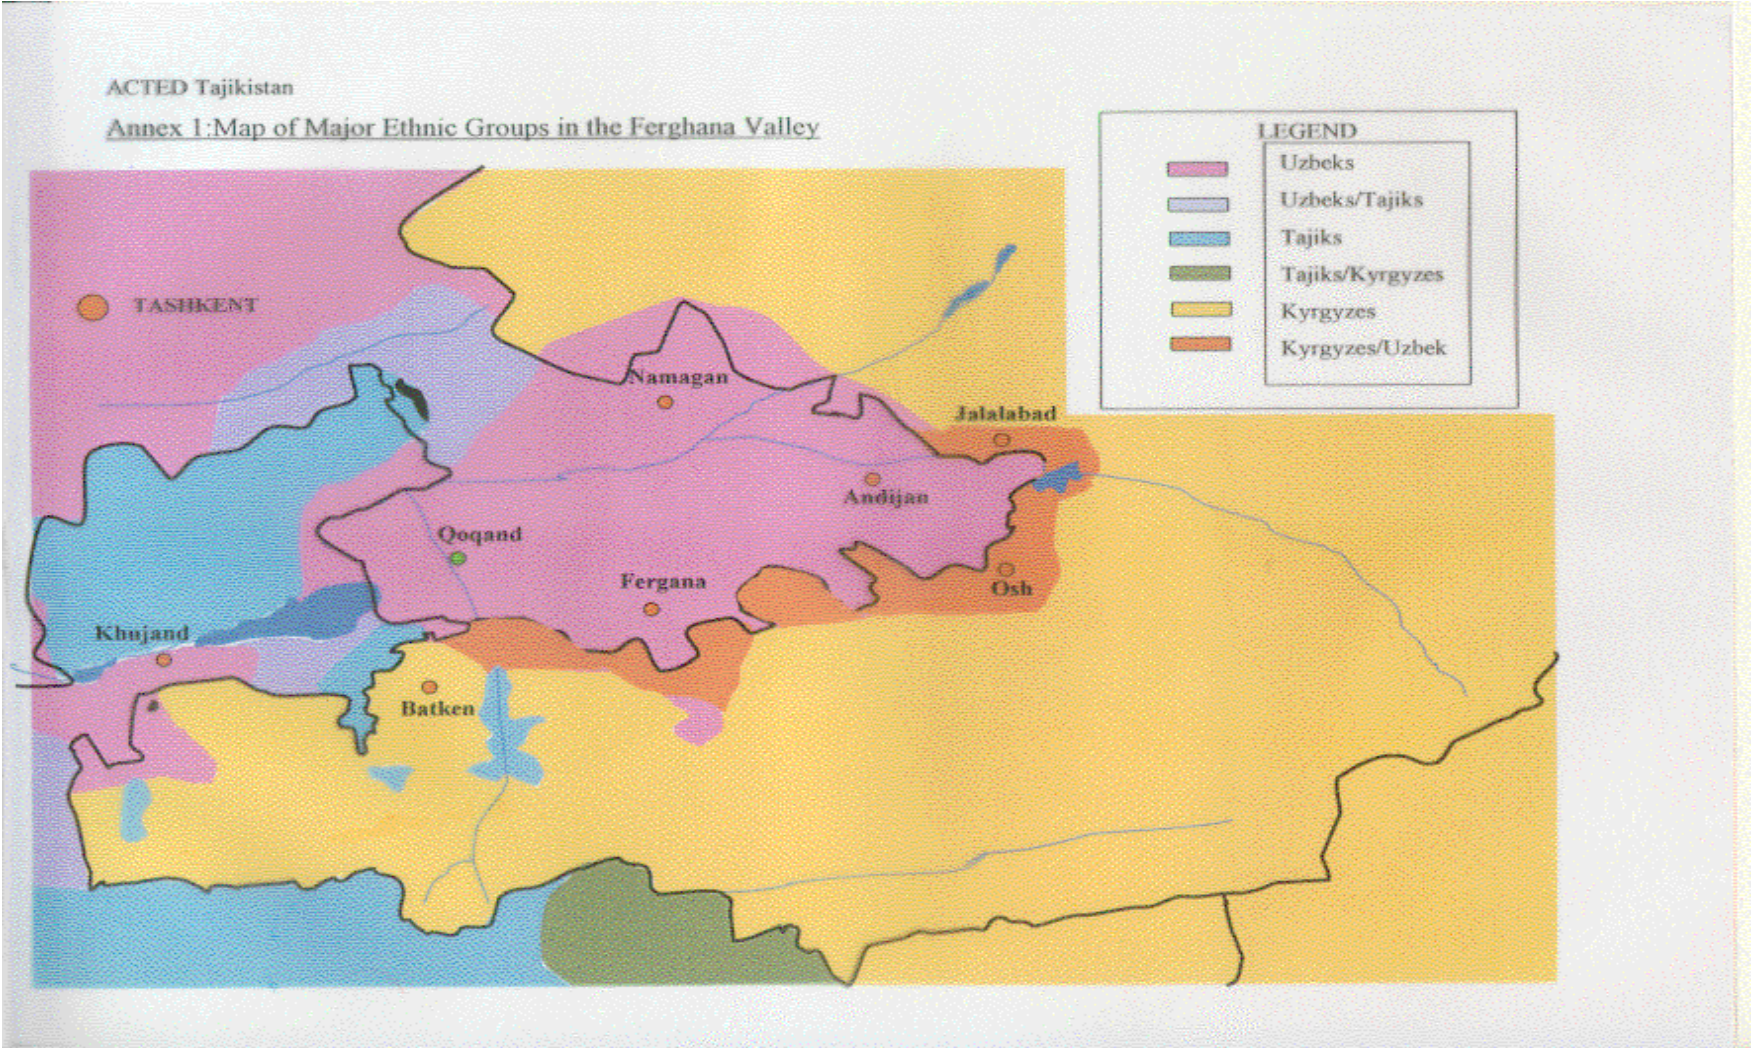 ACTED Tajikistan
Annex 1:Map of Major Ethnic Groups in the Ferghana Valley
LEGEND
Uzbeks
Uzbeks/Tajiks
Tajiks
Tajiks/Kyrgyzes
Kyrgyzes
Kyrgyzes/Uzbek
TASHKENT
Namagan
Jalalabad
Andijan
Qoqand
Fergana
Osh
Khujand
Batken